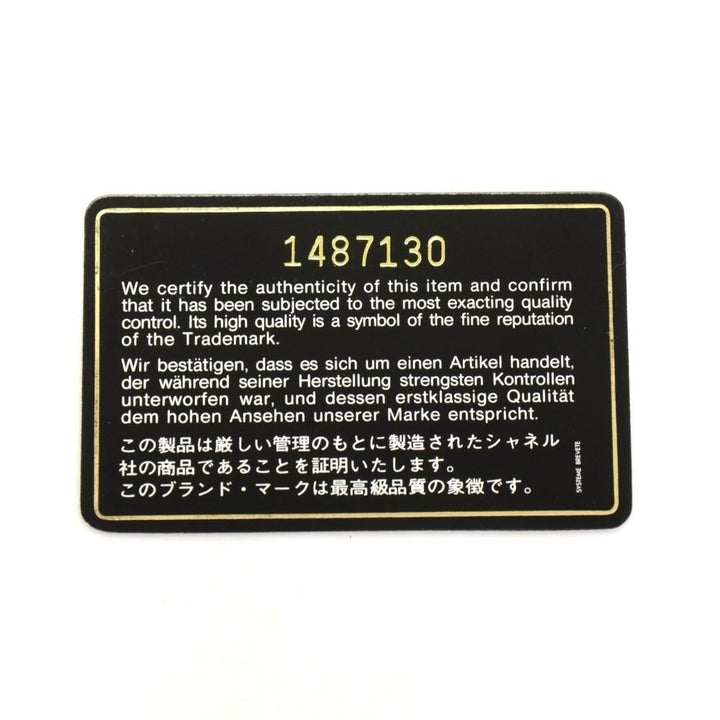 1487130
We certify the authenticity of this item and confirm
that it has been subjected to the most exacting quality
control. Its high quality is a symbol of the fine reputation
of the Trademark.
Wir bestätigen, dass es sich um einen Artikel handelt,
der während seiner Herstellung strengsten Kontrollen
unterworfen war, und dessen erstklassige Qualität
dem hohen Ansehen unserer Marke entspricht.
この製品は厳しい管理のもとに製造されたシャネル
社の商品であることを証明いたします。
このブランド・マークは最高級品質の象徴です。
SYSTEME BREVETE